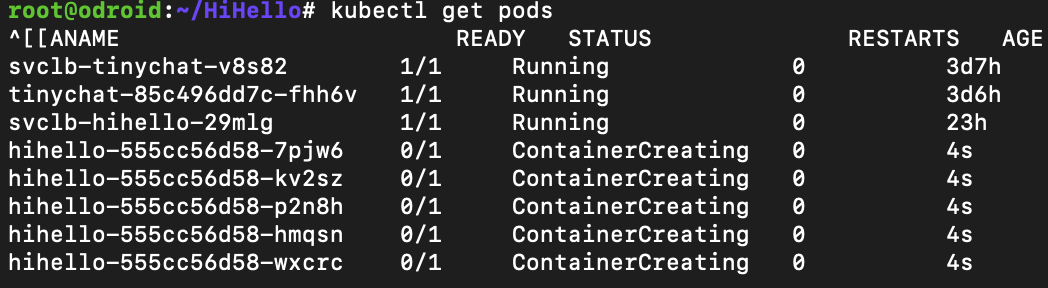 root@odroid:~/HiHello# kubectl get pods
^[[ANAME READY STATUS RESTARTS AGE
svclb-tinychat-v8s82 1/1 Running 0 3d7h
tinychat-85c496dd7c-fhh6v 1/1 Running 0 3d6h
svclb-hihello-29mlg 1/1 Running 0 23h
hihello-555cc56d58-7pjw6 0/1 ContainerCreating 0 4s
hihello-555cc56d58-kv2sz 0/1 ContainerCreating 0 4s
hihello-555cc56d58-p2n8h 0/1 ContainerCreating 0 4s
hihello-555cc56d58-hmqsn 0/1 ContainerCreating 0 4s
hihello-555cc56d58-wxcrc 0/1 ContainerCreating 0 4s